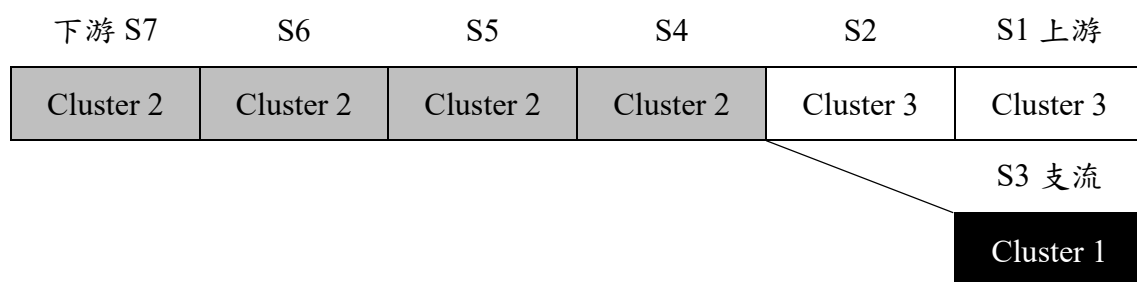 下游 S7 S6 S5 S4 S2 S1 上游
Cluster 2 Cluster 2 Cluster 2 Cluster 2 Cluster 3 Cluster 3
S3 支流
Cluster 1